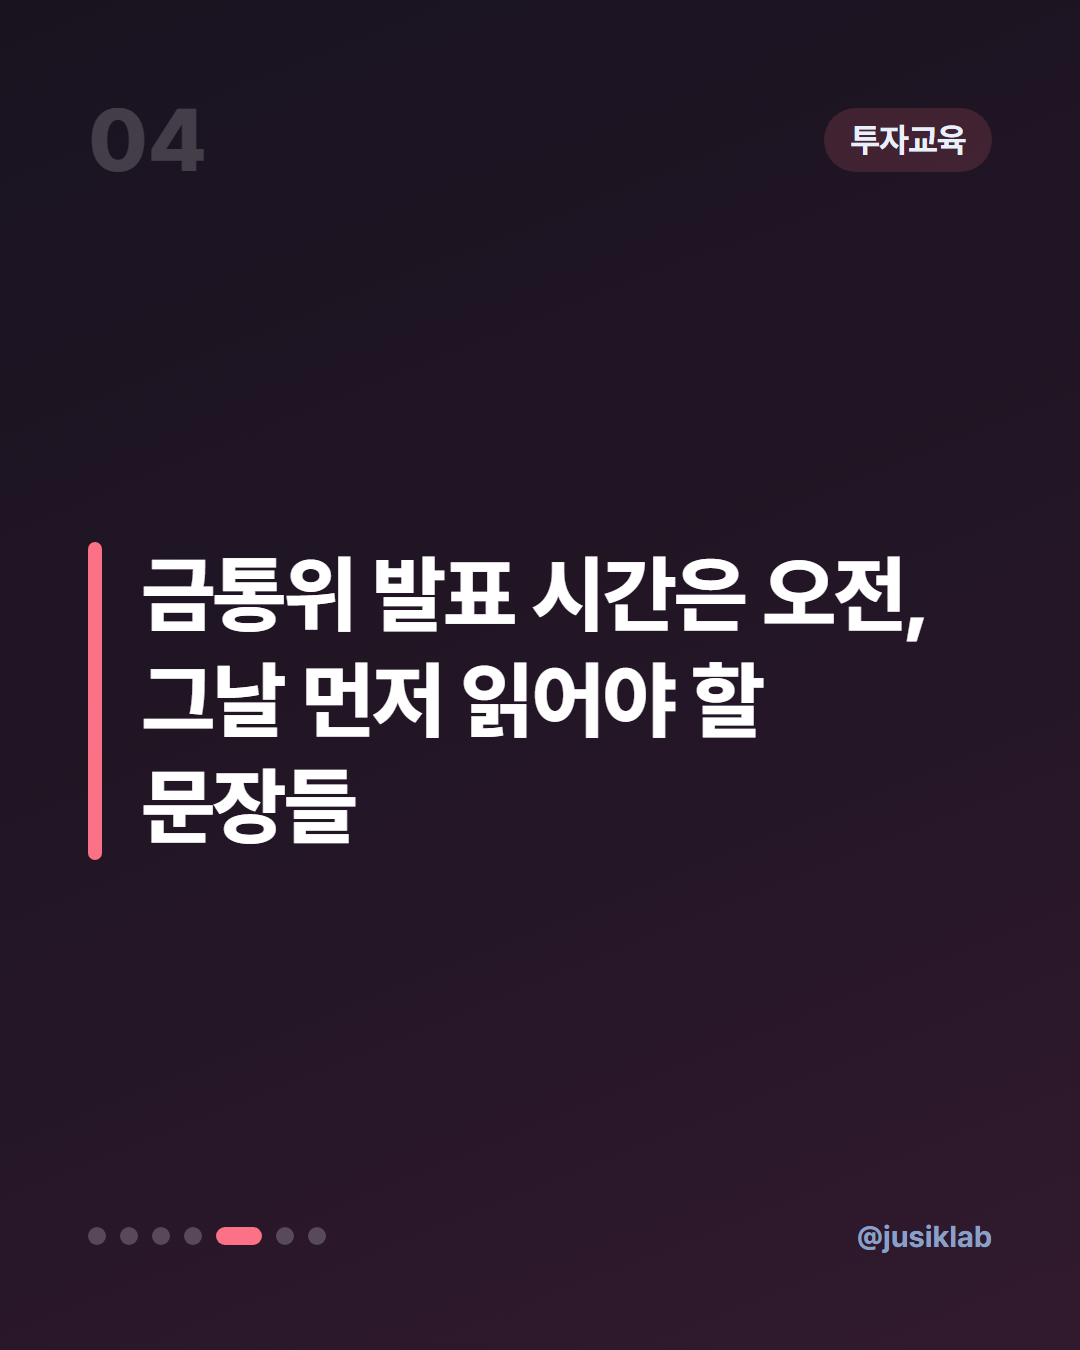 04
투자교육
금통위 발표 시간은 오전,
그날 먼저 읽어야 할
문장들
@jusiklab